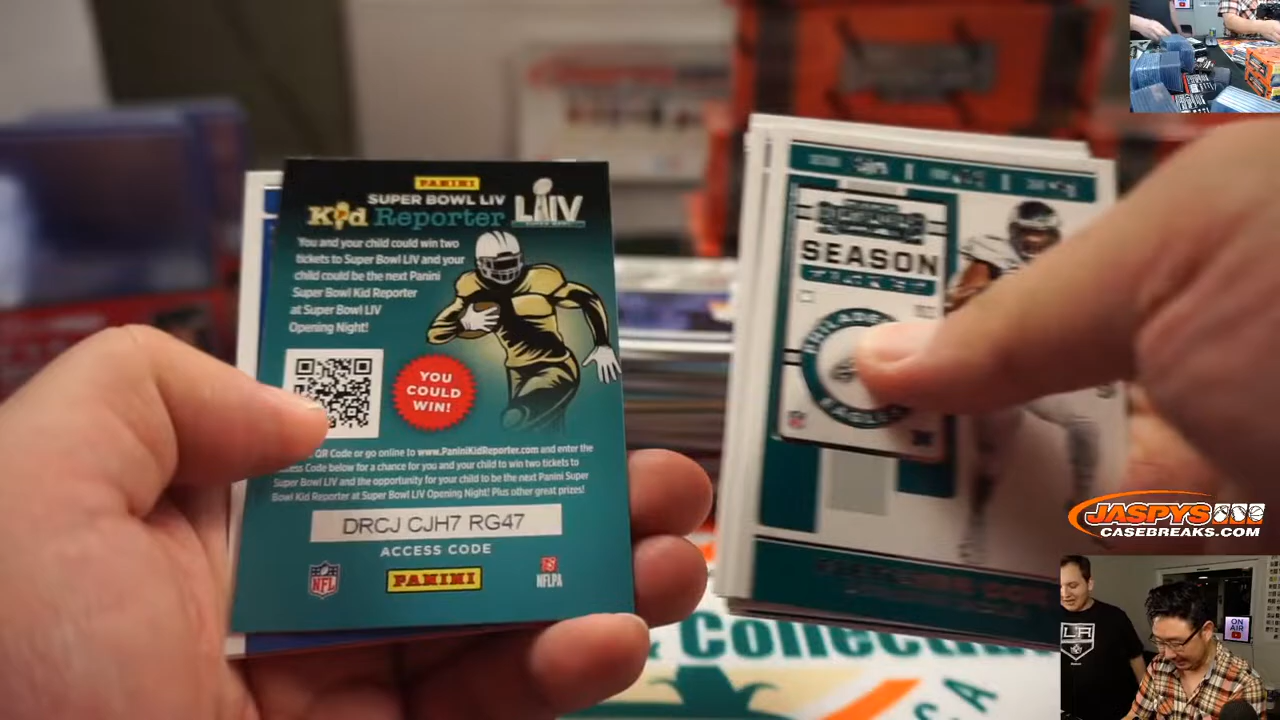 PANINI
SUPER BOWL LIV
Kid Reporter
LIV
You and your child could win two
tickets to Super Bowl LIV and your
child could be the next Panini
Super Bowl Kid Reporter
at Super Bowl LIV
Opening Night!
YOU
COULD
WIN!
QR Code or go online to www.PaniniKidReporter.com and enter the
Code below for a chance for you and your child to win two tickets to
Super Bowl LIV and the opportunity for your child to be the next Panini Super
Bowl Kid Reporter at Super Bowl LIV Opening Night! Plus other great prizes!
DRCJ CJH7 RG47
ACCESS CODE
NFL
PANINI
NFLPA
SEASON
TICKET
JASPYS
CASEBREAKS.COM
LA
ON
AIR